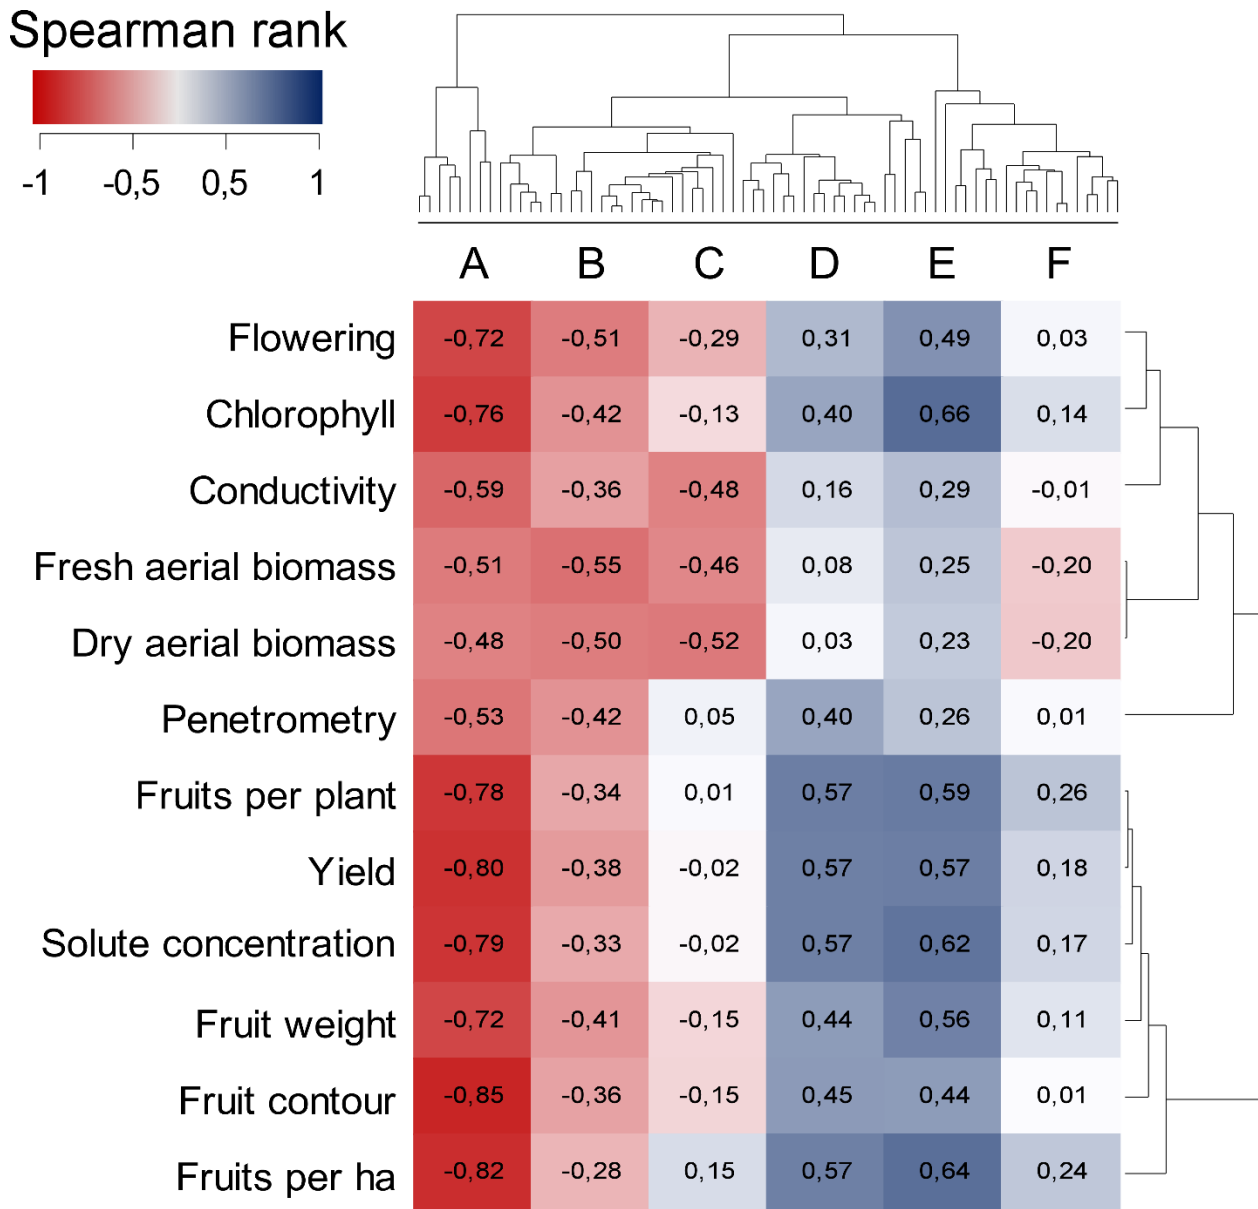 Spearman rank
-1 -0,5 0,5 1
A B C D E F
Flowering -0,72 -0,51 -0,29 0,31 0,49 0,03
Chlorophyll -0,76 -0,42 -0,13 0,40 0,66 0,14
Conductivity -0,59 -0,36 -0,48 0,16 0,29 -0,01
Fresh aerial biomass -0,51 -0,55 -0,46 0,08 0,25 -0,20
Dry aerial biomass -0,48 -0,50 -0,52 0,03 0,23 -0,20
Penetrometry -0,53 -0,42 0,05 0,40 0,26 0,01
Fruits per plant -0,78 -0,34 0,01 0,57 0,59 0,26
Yield -0,80 -0,38 -0,02 0,57 0,57 0,18
Solute concentration -0,79 -0,33 -0,02 0,57 0,62 0,17
Fruit weight -0,72 -0,41 -0,15 0,44 0,56 0,11
Fruit contour -0,85 -0,36 -0,15 0,45 0,44 0,01
Fruits per ha -0,82 -0,28 0,15 0,57 0,64 0,24